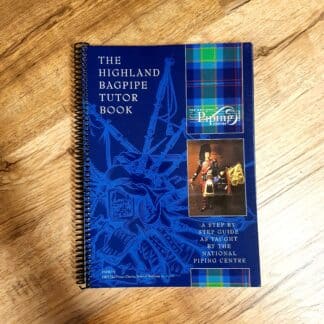 THE
HIGHLAND
BAGPIPE
TUTOR
BOOK
Piping
A STEP BY
STEP GUIDE
AS TAUGHT
BY THE
NATIONAL
PIPING CENTRE